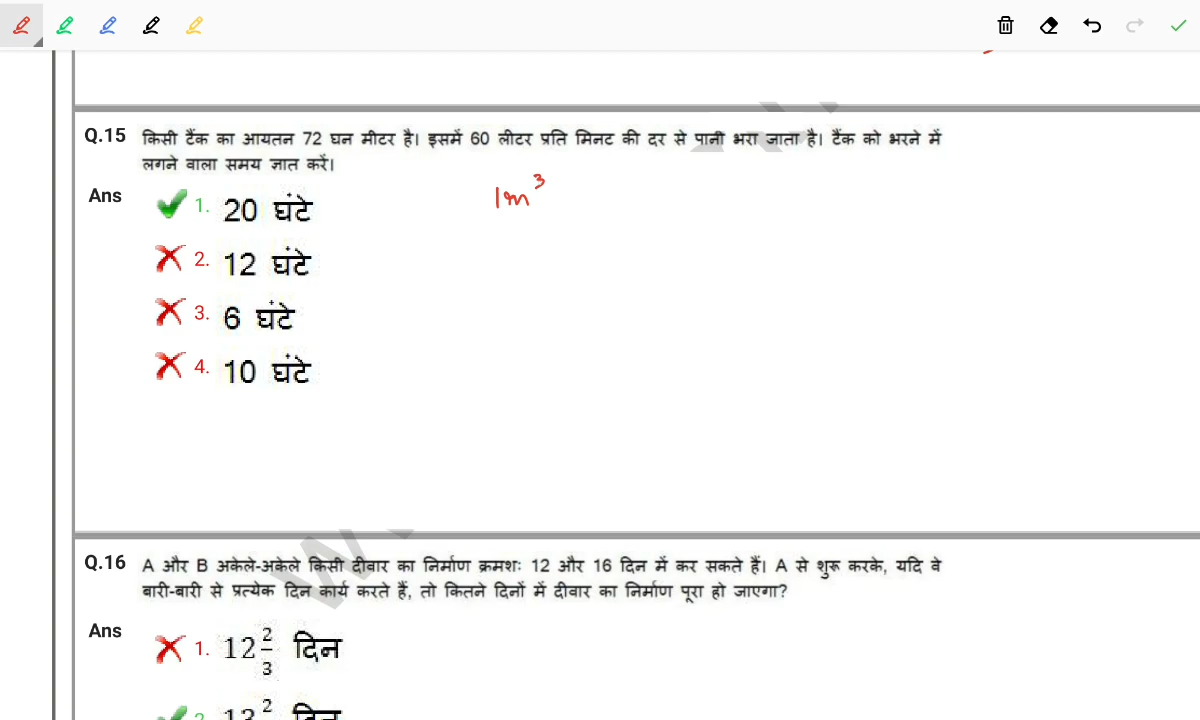 Q.15 किसी टैंक का आयतन 72 घन मीटर है। इसमें 60 लीटर प्रति मिनट की दर से पानी भरा जाता है। टैंक को भरने में
लगने वाला समय ज्ञात करें।
1m³
Ans 1. 20 घंटे
2. 12 घंटे
3. 6 घंटे
4. 10 घंटे
Q.16 A और B अकेले-अकेले किसी दीवार का निर्माण क्रमशः 12 और 16 दिन में कर सकते हैं। A से शुरू करके, यदि वे
बारी-बारी से प्रत्येक दिन कार्य करते हैं, तो कितने दिनों में दीवार का निर्माण पूरा हो जाएगा?
Ans 1. 12 2/3 दिन